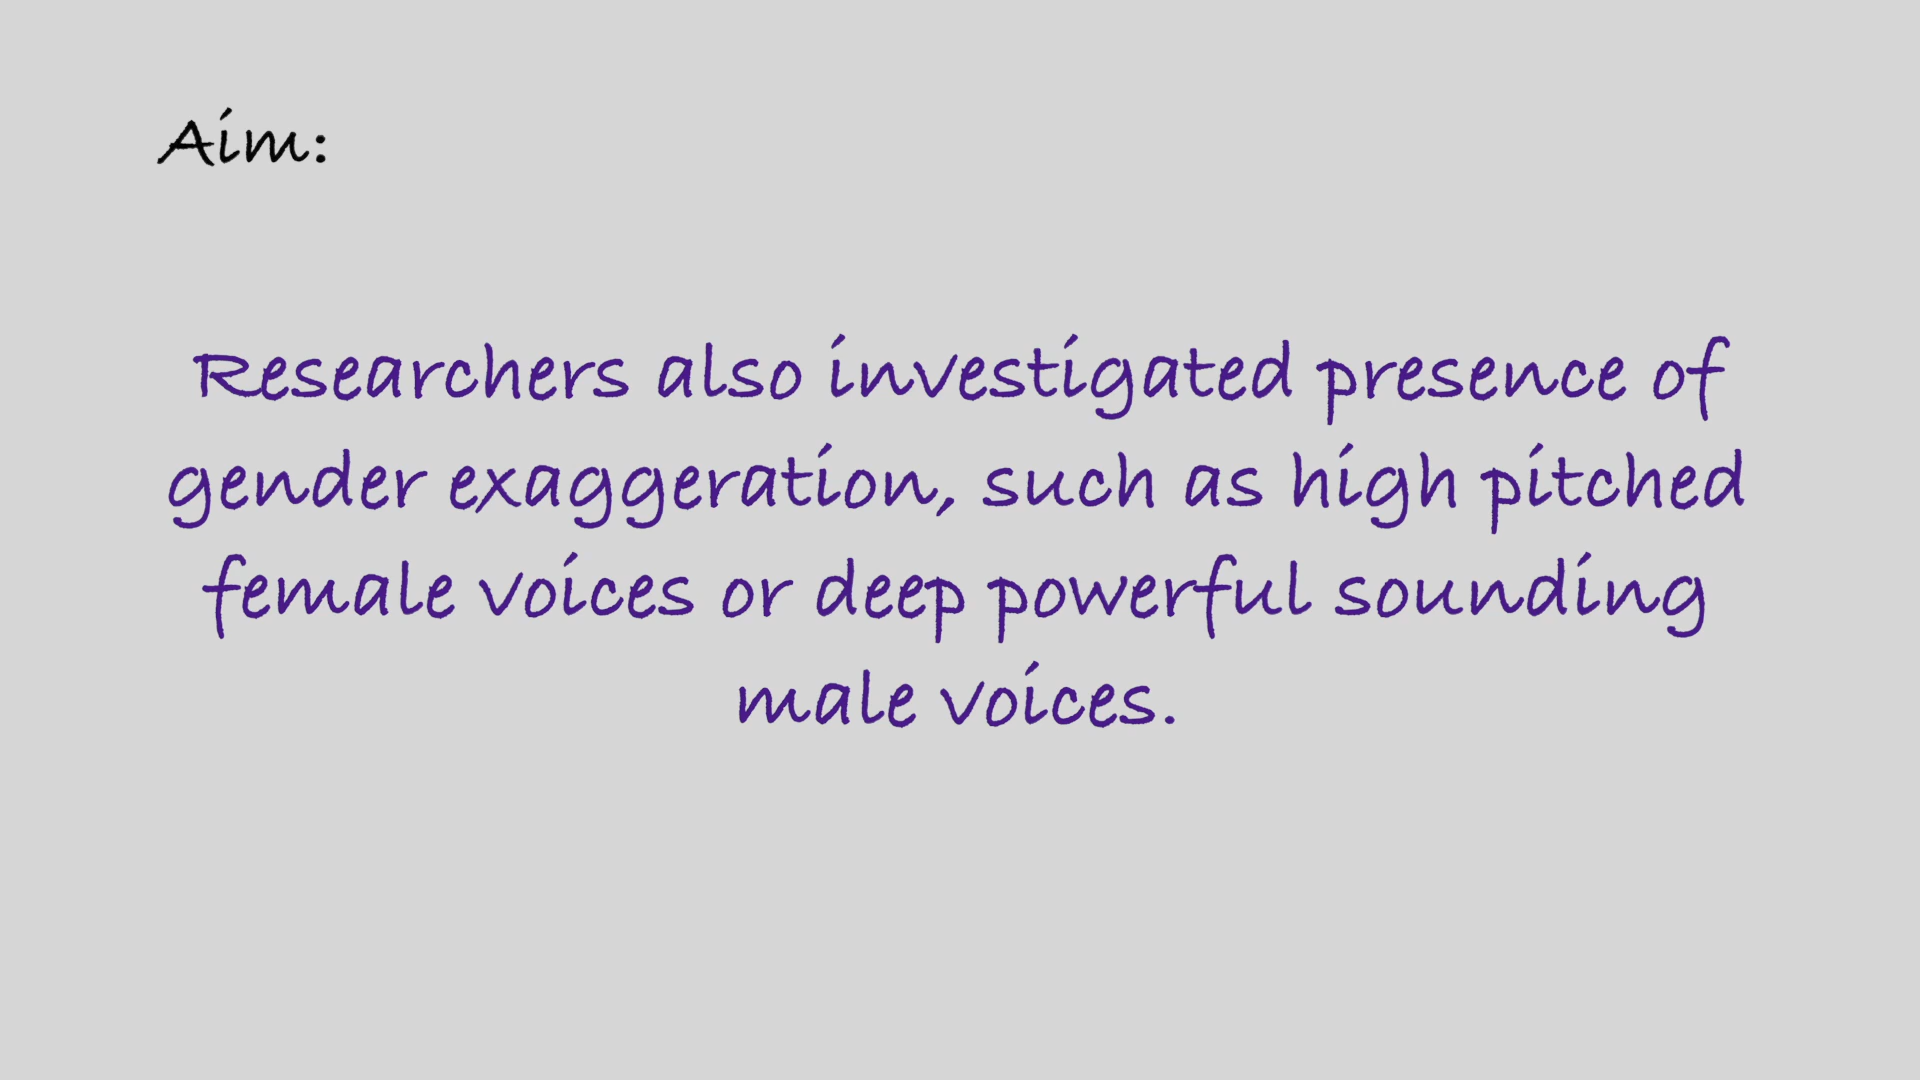 Aim:
Researchers also investigated presence of
gender exaggeration, such as high pitched
female voices or deep powerful sounding
male voices.